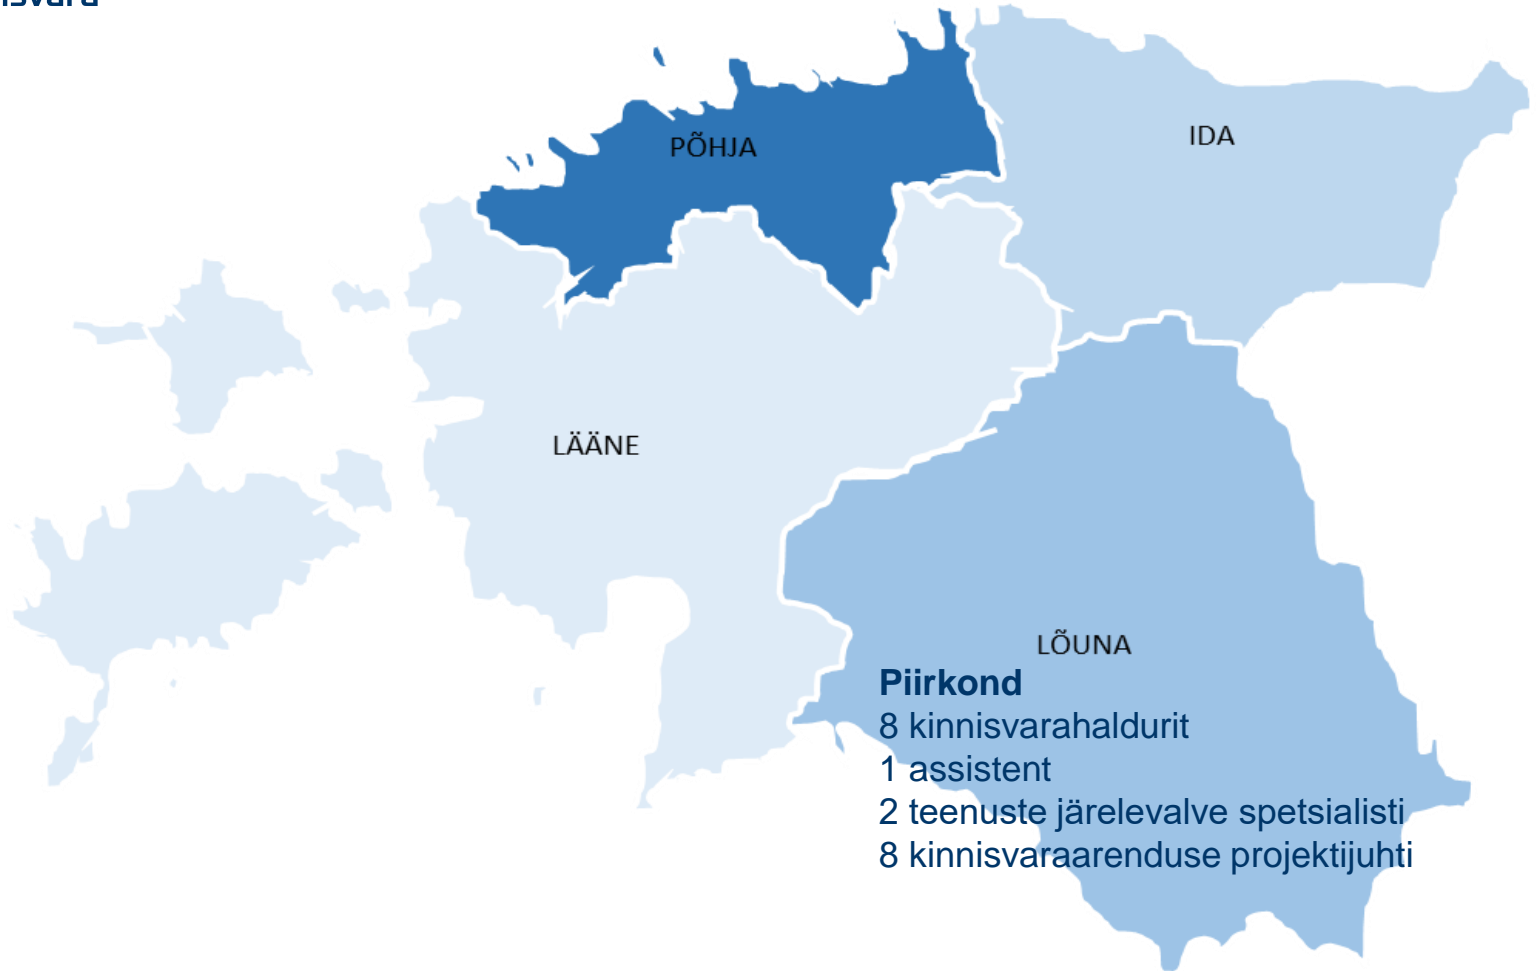 PÕHJA
IDA
LÄÄNE
LÕUNA
Piirkond
8 kinnisvarahaldurit
1 assistent
2 teenuste järelevalve spetsialisti
8 kinnisvaraarenduse projektijuhti